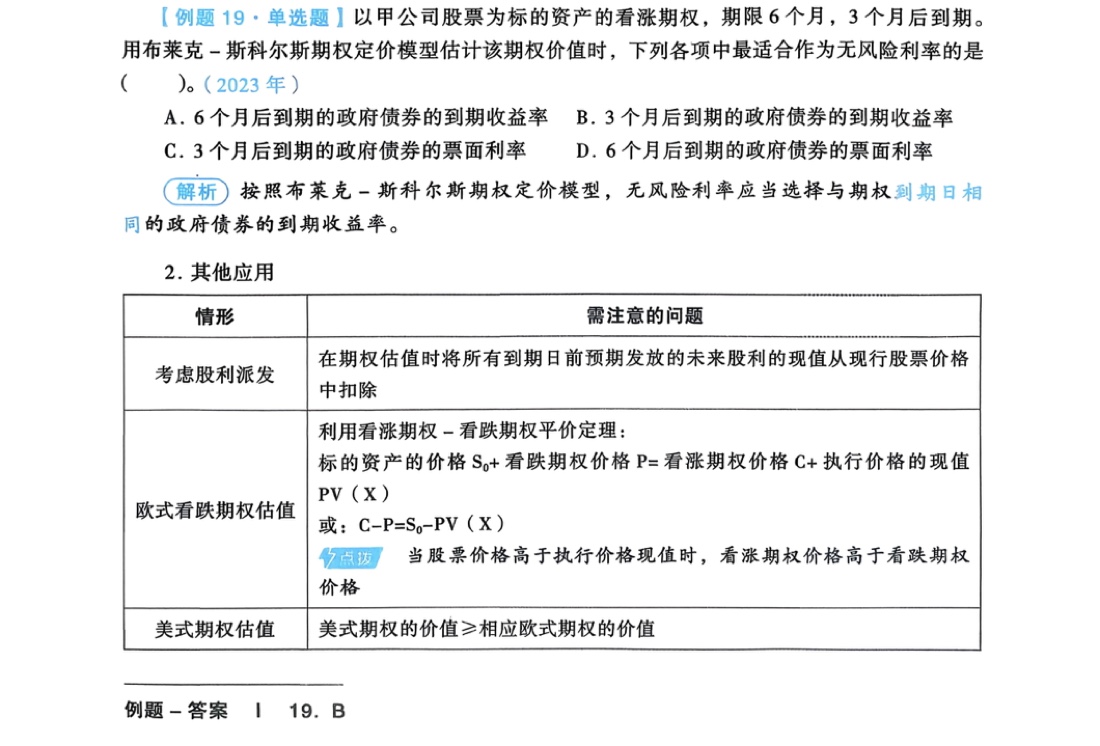 【例题 19·单选题】以甲公司股票为标的资产的看涨期权，期限 6 个月，3 个月后到期。
用布莱克－斯科尔斯期权定价模型估计该期权价值时，下列各项中最适合作为无风险利率的是
(　　)。(2023 年)
A. 6 个月后到期的政府债券的到期收益率　B. 3 个月后到期的政府债券的到期收益率
C. 3 个月后到期的政府债券的票面利率　D. 6 个月后到期的政府债券的票面利率
解析 按照布莱克－斯科尔斯期权定价模型，无风险利率应当选择与期权到期日相
同的政府债券的到期收益率。
2. 其他应用
情形　需注意的问题
考虑股利派发
在期权估值时将所有到期日前预期发放的未来股利的现值从现行股票价格
中扣除
欧式看跌期权估值
利用看涨期权－看跌期权平价定理：
标的资产的价格 S₀+ 看跌期权价格 P= 看涨期权价格 C+ 执行价格的现值
PV（X）
或：C-P=S₀-PV（X）
点拨 当股票价格高于执行价格现值时，看涨期权价格高于看跌期权
价格
美式期权估值　美式期权的价值≥相应欧式期权的价值
例题－答案　|　19. B